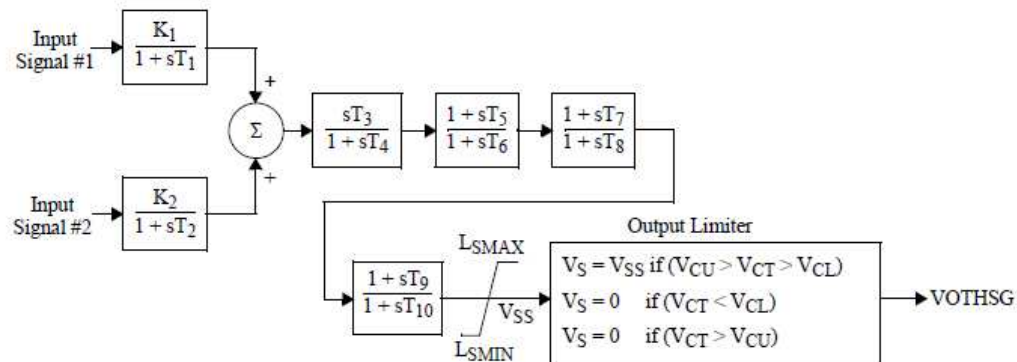 Input
Signal #1
K1
1 + sT1
+
Σ
+
Input
Signal #2
K2
1 + sT2
sT3
1 + sT4
1 + sT5
1 + sT6
1 + sT7
1 + sT8
1 + sT9
1 + sT10
LSMAX
LSMIN
VSS
Output Limiter
VS = VSS if (VCU > VCT > VCL)
VS = 0 if (VCT < VCL)
VS = 0 if (VCT > VCU)
VOTHSG